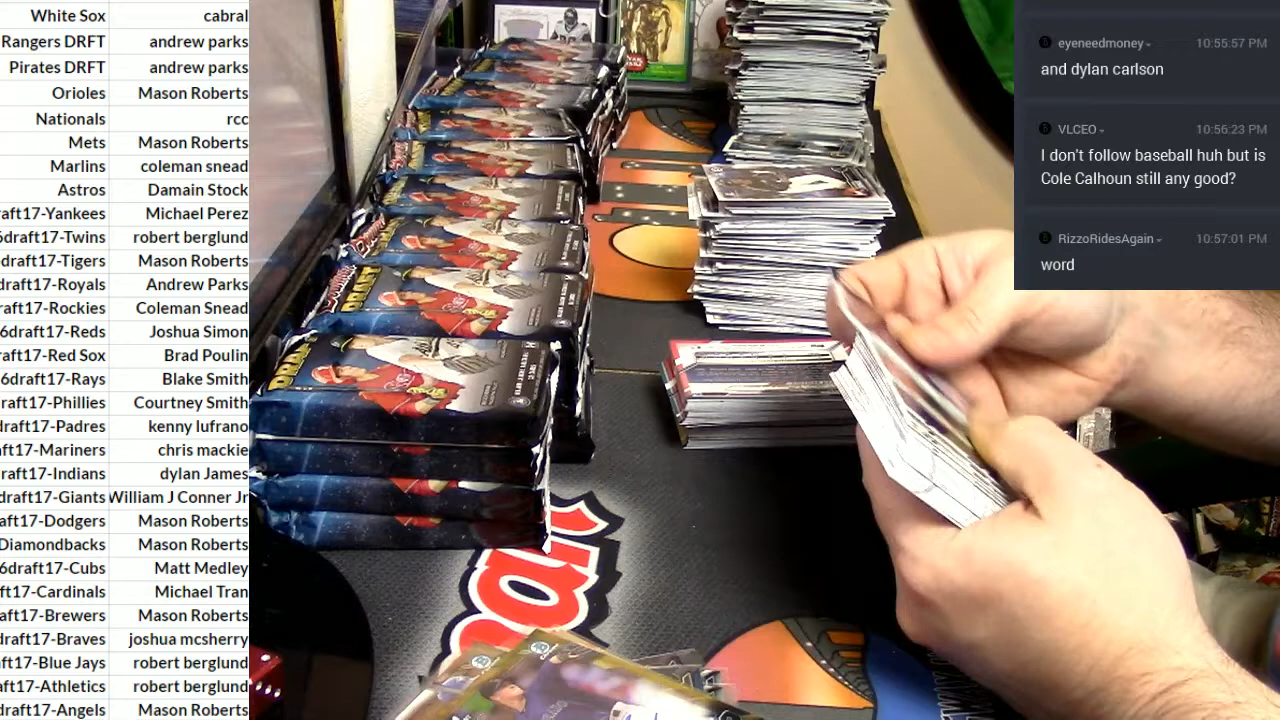 White Sox cabral
Rangers DRFT andrew parks
Pirates DRFT andrew parks
Orioles Mason Roberts
Nationals rcc
Mets Mason Roberts
Marlins coleman snead
Astros Damain Stock
raft17-Yankees Michael Perez
6draft17-Twins robert berglund
draft17-Tigers Mason Roberts
draft17-Royals Andrew Parks
raft17-Rockies Coleman Snead
6draft17-Reds Joshua Simon
raft17-Red Sox Brad Poulin
6draft17-Rays Blake Smith
raft17-Phillies Courtney Smith
raft17-Padres kenny lufrano
ft17-Mariners chris mackie
raft17-Indians dylan James
draft17-Giants William J Conner Jr
aft17-Dodgers Mason Roberts
Diamondbacks Mason Roberts
6draft17-Cubs Matt Medley
ft17-Cardinals Michael Tran
aft17-Brewers Mason Roberts
draft17-Braves joshua mcsherry
ft17-Blue Jays robert berglund
aft17-Athletics robert berglund
draft17-Angels Mason Roberts
eyeneedmoney 10:55:57 PM
and dylan carlson
VLCEO 10:56:23 PM
I don't follow baseball huh but is
Cole Calhoun still any good?
RizzoRidesAgain 10:57:01 PM
word
DRAFT